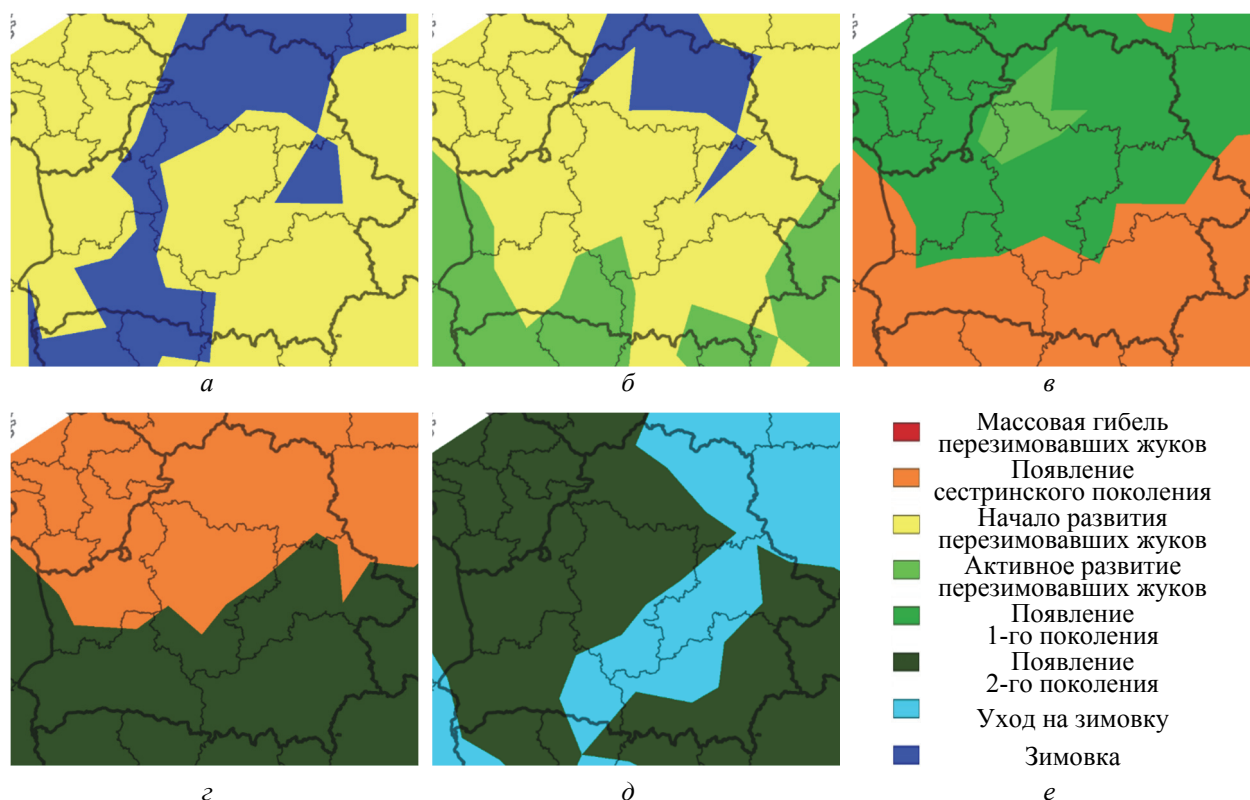 а
б
в
г
д
Массовая гибель
перезимовавших жуков
Появление
сестринского поколения
Начало развития
перезимовавших жуков
Активное развитие
перезимовавших жуков
Появление
1-го поколения
Появление
2-го поколения
Уход на зимовку
Зимовка
е